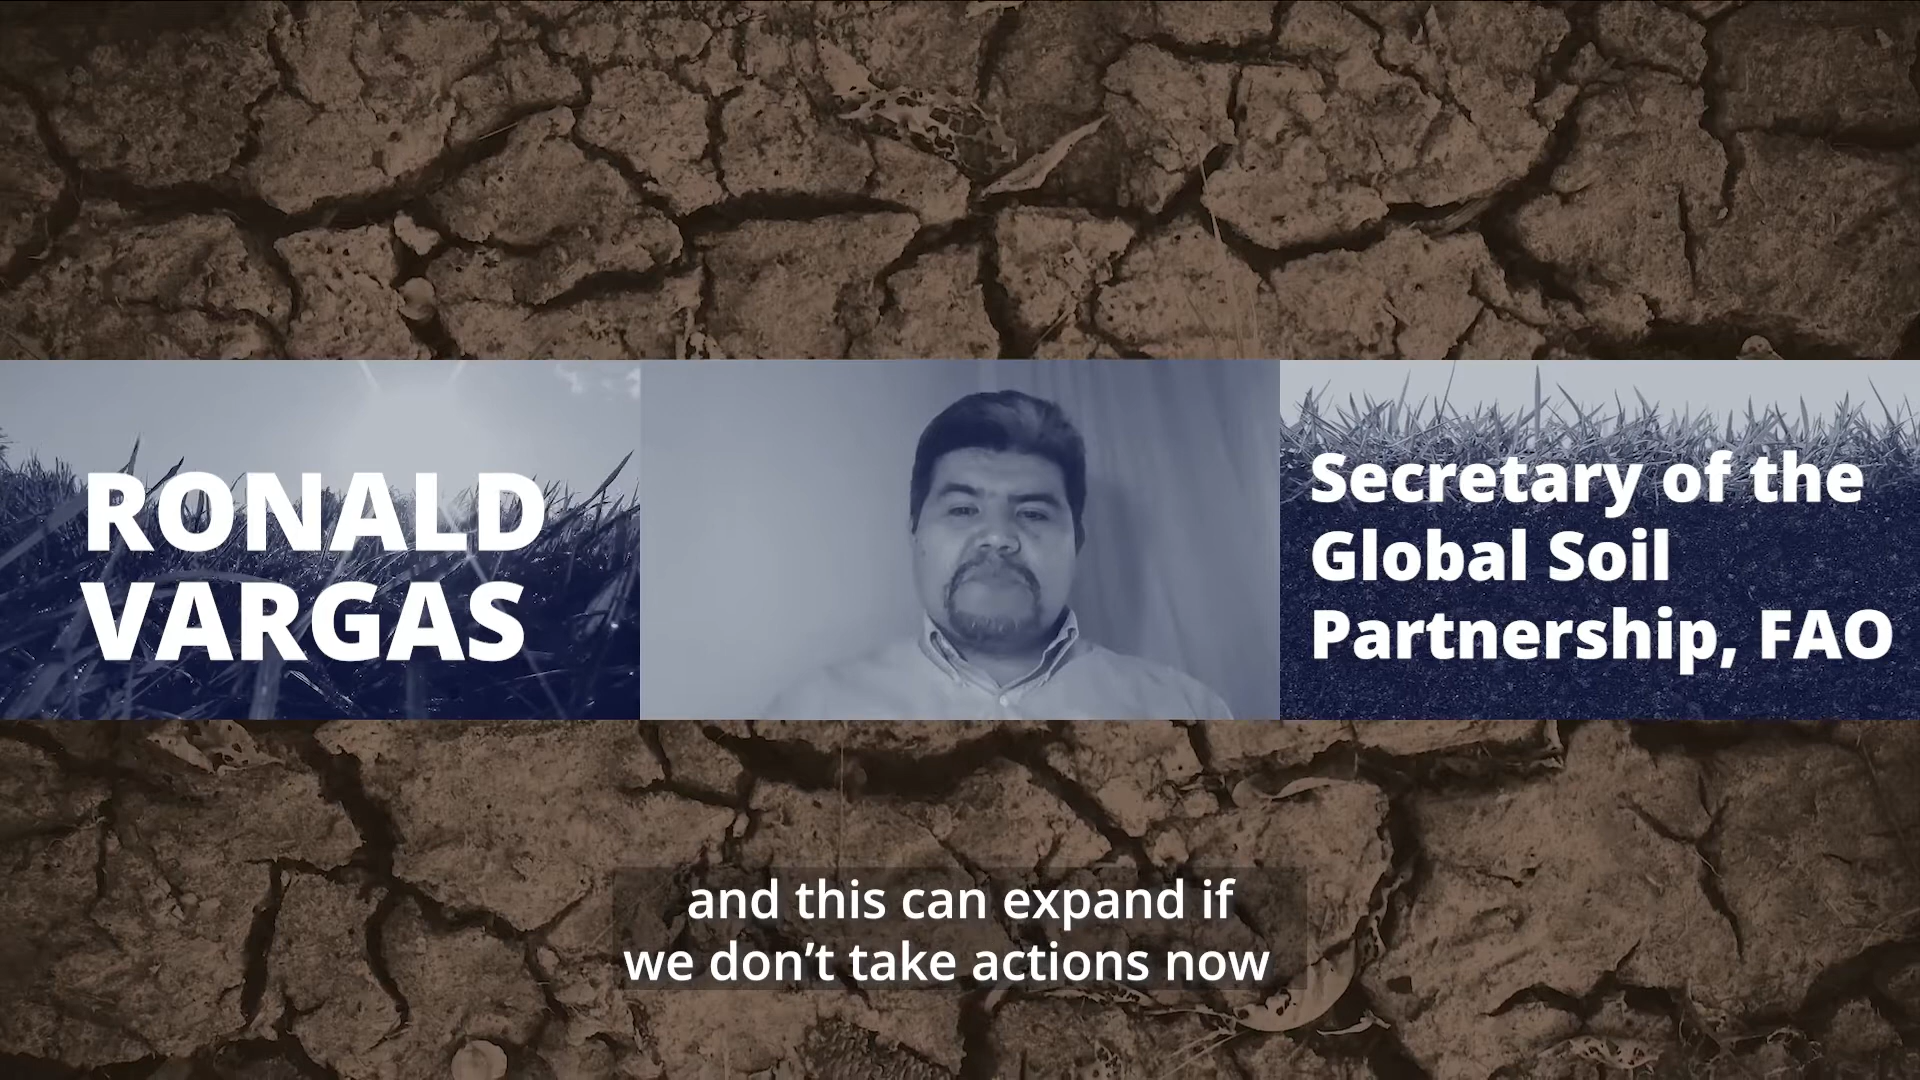 RONALD
VARGAS
Secretary of the
Global Soil
Partnership, FAO
and this can expand if
we don’t take actions now